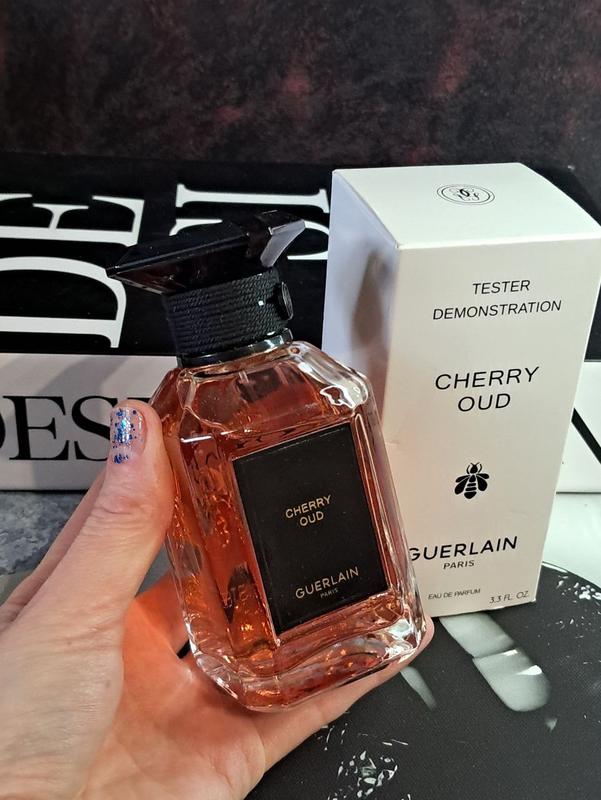 TESTER
DEMONSTRATION
CHERRY
OUD
GUERLAIN
PARIS
EAU DE PARFUM
3.3 FL. OZ.
CHERRY
OUD
GUERLAIN
PARIS